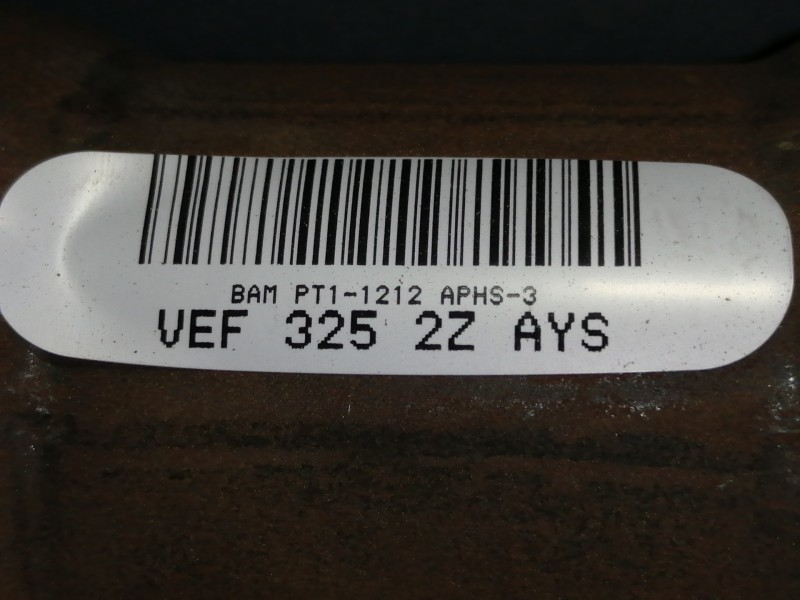 BAM PT1-1212 APHS-3
VEF 325 2Z AYS